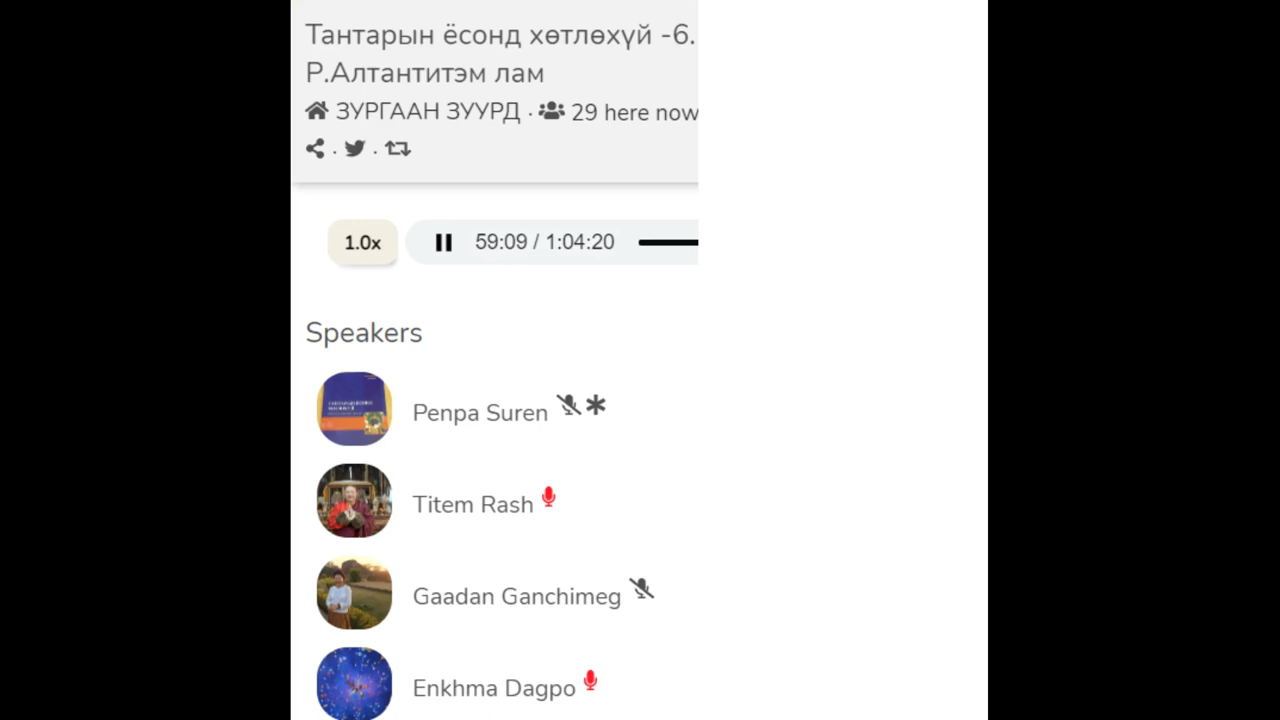 Тантарын ёсонд хөтлөхүй -6.
Р.Алтантитэм лам
ЗУРГААН ЗУУРД · 29 here now
1.0x
59:09 / 1:04:20
Speakers
Penpa Suren
Titem Rash
Gaadan Ganchimeg
Enkhma Dagpo